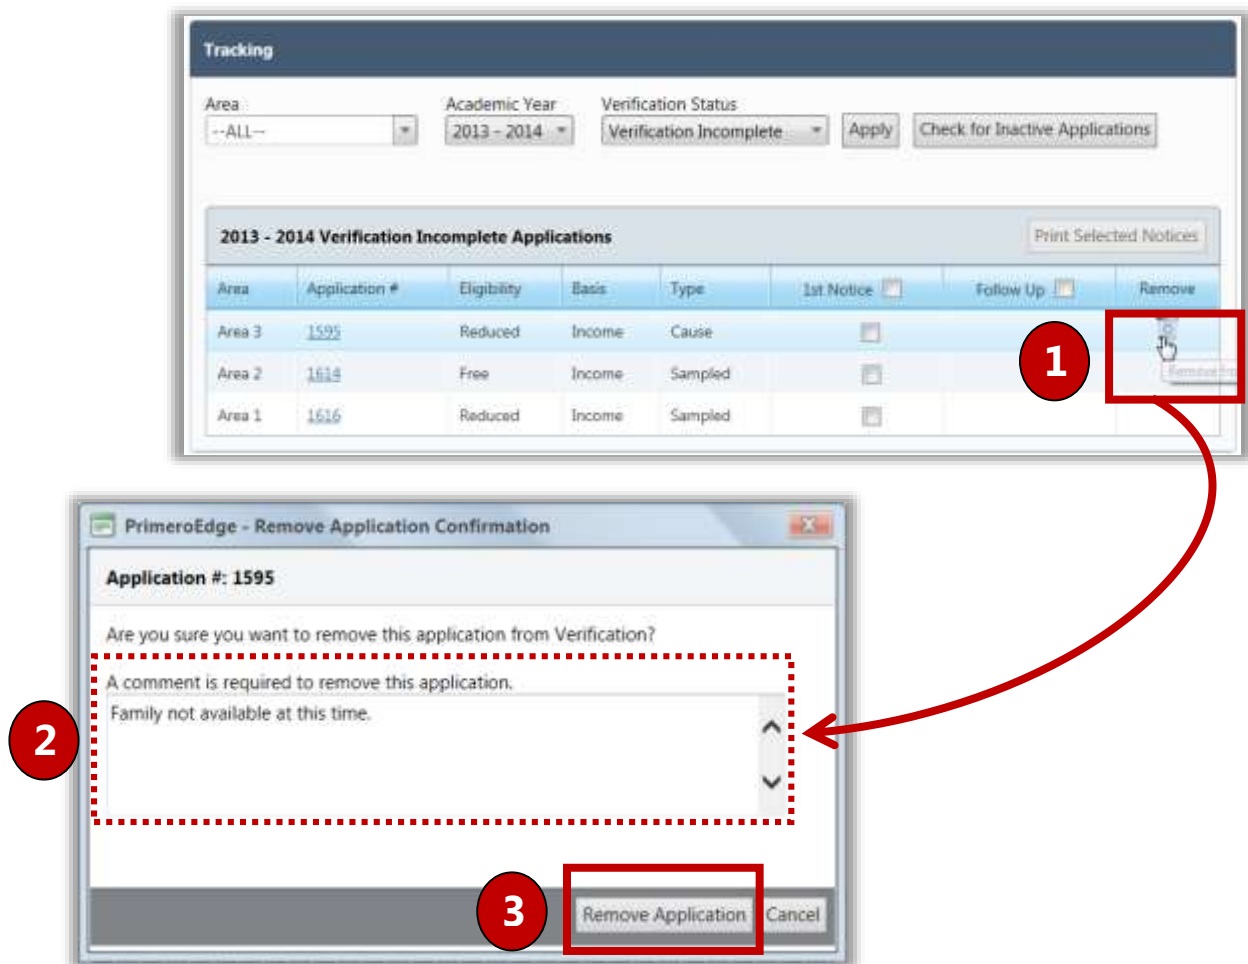 Tracking
Area Academic Year Verification Status
--ALL-- 2013 - 2014 Verification Incomplete Apply Check for Inactive Applications
2013 - 2014 Verification Incomplete Applications Print Selected Notices
Area Application # Eligibility Basis Type 1st Notice Follow Up Remove
Area 3 1595 Reduced Income Cause
1
Remove
Area 2 1614 Free Income Sampled
Area 1 1616 Reduced Income Sampled
PrimeroEdge - Remove Application Confirmation
Application #: 1595
Are you sure you want to remove this application from Verification?
A comment is required to remove this application.
Family not available at this time.
2
3
Remove Application Cancel